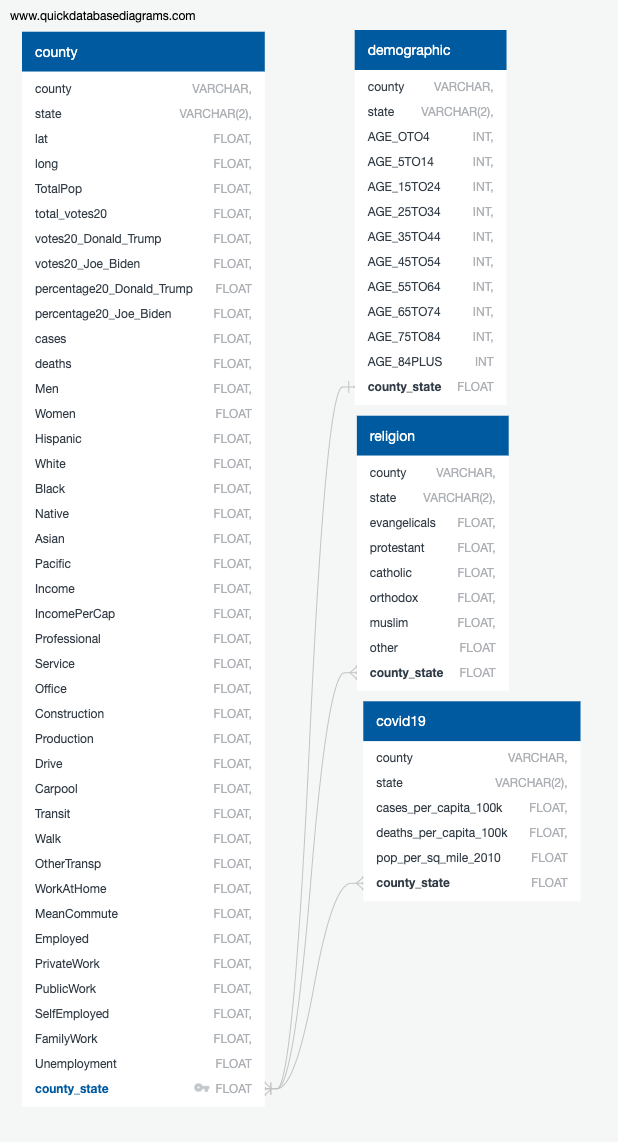 www.quickdatabasediagrams.com
county
county VARCHAR,
state VARCHAR(2),
lat FLOAT,
long FLOAT,
TotalPop FLOAT,
total_votes20 FLOAT,
votes20_Donald_Trump FLOAT,
votes20_Joe_Biden FLOAT,
percentage20_Donald_Trump FLOAT
percentage20_Joe_Biden FLOAT,
cases FLOAT,
deaths FLOAT,
Men FLOAT,
Women FLOAT
Hispanic FLOAT,
White FLOAT,
Black FLOAT,
Native FLOAT,
Asian FLOAT,
Pacific FLOAT,
Income FLOAT,
IncomePerCap FLOAT,
Professional FLOAT,
Service FLOAT,
Office FLOAT,
Construction FLOAT,
Production FLOAT,
Drive FLOAT,
Carpool FLOAT,
Transit FLOAT,
Walk FLOAT,
OtherTransp FLOAT,
WorkAtHome FLOAT,
MeanCommute FLOAT,
Employed FLOAT,
PrivateWork FLOAT,
PublicWork FLOAT,
SelfEmployed FLOAT,
FamilyWork FLOAT,
Unemployment FLOAT
county_state FLOAT
demographic
county VARCHAR,
state VARCHAR(2),
AGE_OTO4 INT,
AGE_5TO14 INT,
AGE_15TO24 INT,
AGE_25TO34 INT,
AGE_35TO44 INT,
AGE_45TO54 INT,
AGE_55TO64 INT,
AGE_65TO74 INT,
AGE_75TO84 INT,
AGE_84PLUS INT
county_state FLOAT
religion
county VARCHAR,
state VARCHAR(2),
evangelicals FLOAT,
protestant FLOAT,
catholic FLOAT,
orthodox FLOAT,
muslim FLOAT,
other FLOAT
county_state FLOAT
covid19
county VARCHAR,
state VARCHAR(2),
cases_per_capita_100k FLOAT,
deaths_per_capita_100k FLOAT,
pop_per_sq_mile_2010 FLOAT
county_state FLOAT